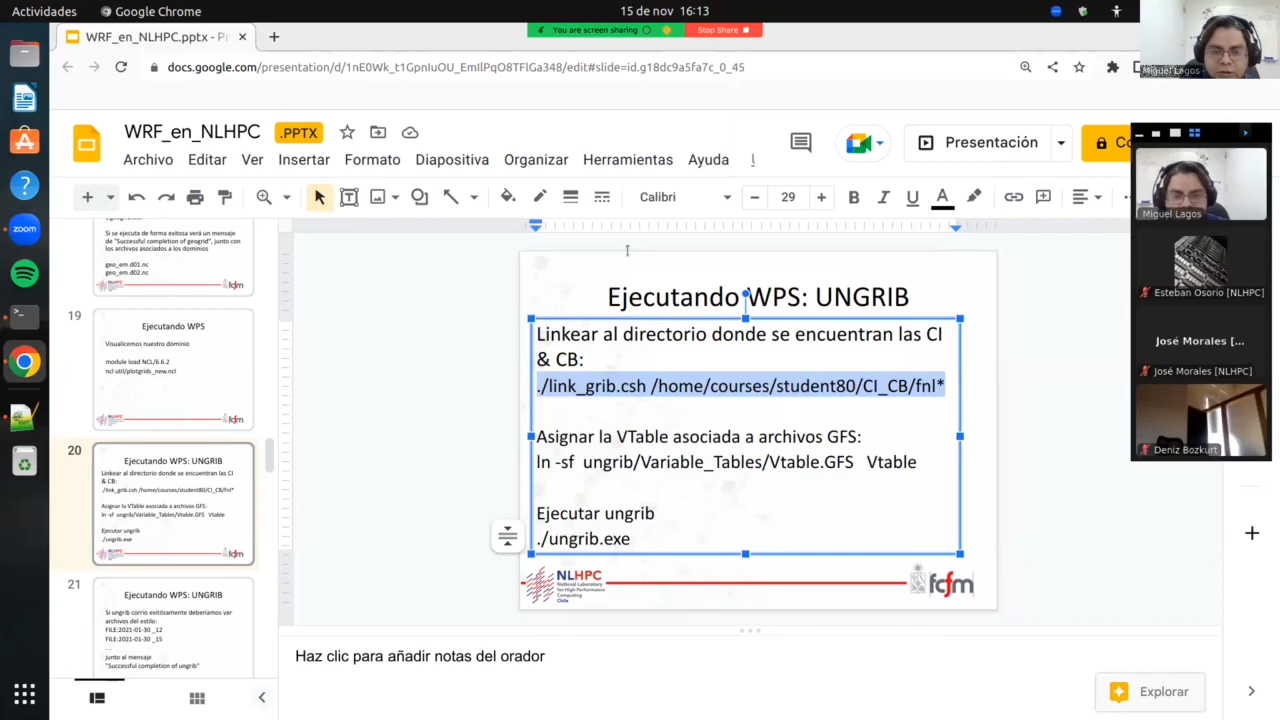 Actividades
Google Chrome
15 de nov 16:13
WRF_en_NLHPC.pptx - Pr
You are screen sharing
Stop Share
Miguel Lagos
WRF_en_NLHPC
.PPTX
Archivo Editar Ver Insertar Formato Diapositiva Organizar Herramientas Ayuda
Presentación
Calibri
29
Si se ejecuta de forma exitosa verá un mensaje
de "Successful completion of geogrid", junto con
los archivos asociados a los dominios
geo_em.d01.nc
geo_em.d02.nc
19
Ejecutando WPS
Visualicemos nuestro dominio
module load NCL/6.6.2
ncl util/plotgrids_new.ncl
20
Ejecutando WPS: UNGRIB
Linkear al directorio donde se encuentran las CI
& CB:
./link_grib.csh /home/courses/student80/CI_CB/fnl*
Asignar la VTable asociada a archivos GFS:
ln -sf ungrib/Variable_Tables/Vtable.GFS Vtable
Ejecutar ungrib
./ungrib.exe
21
Ejecutando WPS: UNGRIB
Si ungrib corrio exitósamente deberíamos ver
archivos del estilo:
FILE:2021-01-30_12
FILE:2021-01-30_15
...
junto al mensaje
"Successful completion of ungrib"
Ejecutando WPS: UNGRIB
Linkear al directorio donde se encuentran las CI
& CB:
./link_grib.csh /home/courses/student80/CI_CB/fnl*
Asignar la VTable asociada a archivos GFS:
ln -sf ungrib/Variable_Tables/Vtable.GFS Vtable
Ejecutar ungrib
./ungrib.exe
NLHPC
National Laboratory
for High Performance
Computing
Chile
fcfm
Haz clic para añadir notas del orador
Explorar
Miguel Lagos
Esteban Osorio [NLHPC]
José Morales [...
José Morales [NLHPC]
Deniz Bozkurt
zoom